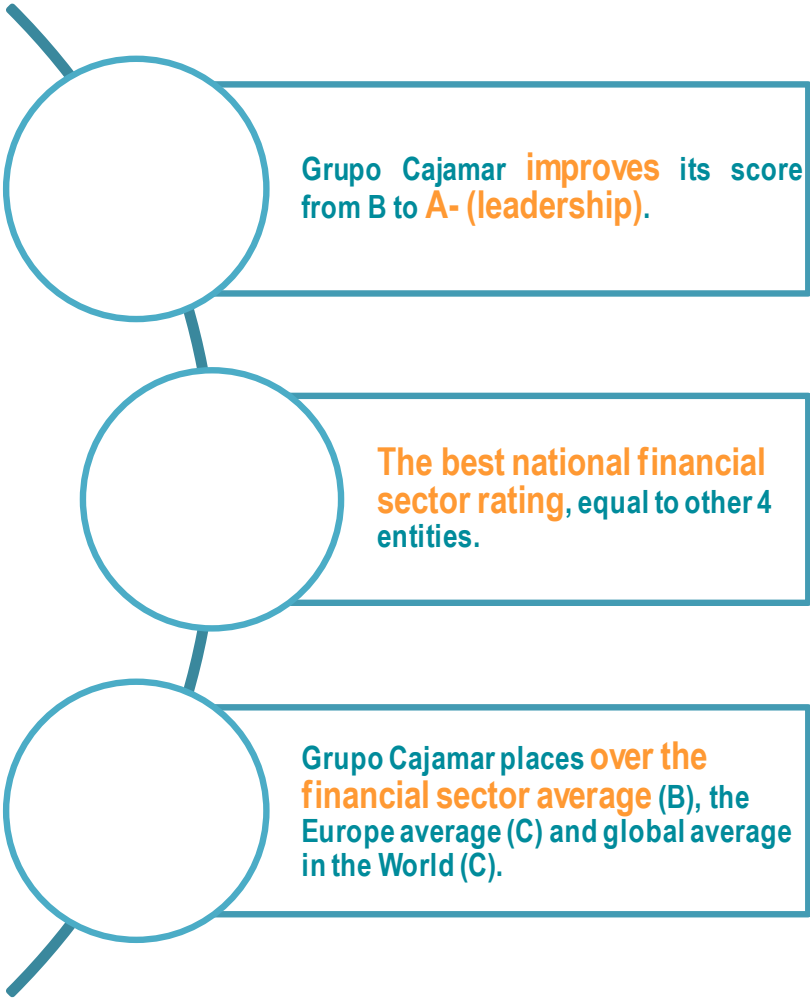 Grupo Cajamar improves its score
from B to A- (leadership).
The best national financial
sector rating, equal to other 4
entities.
Grupo Cajamar places over the
financial sector average (B), the
Europe average (C) and global average
in the World (C).